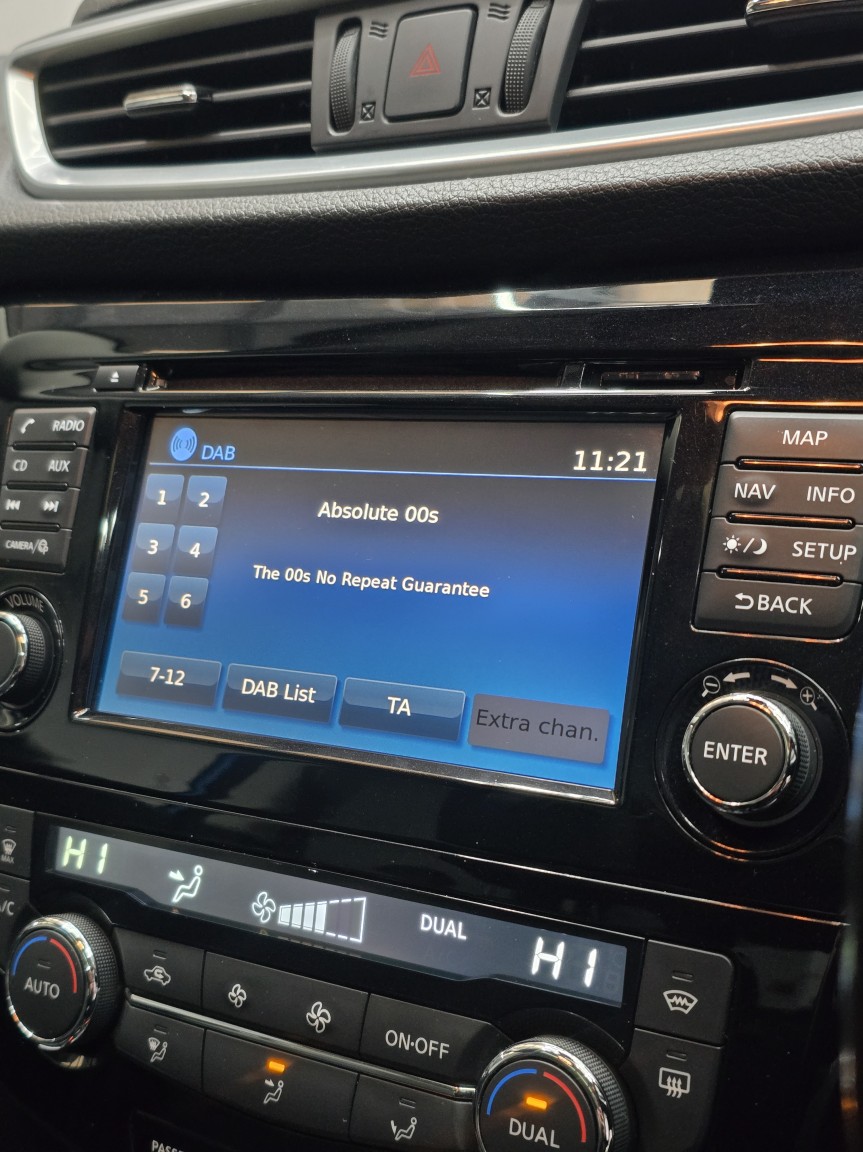 RADIO
CD AUX
CAMERA/
VOLUME
DAB
11:21
1 2
3 4
5 6
Absolute 00s
The 00s No Repeat Guarantee
7-12
DAB List
TA
Extra chan.
MAP
NAV INFO
SETUP
BACK
ENTER
MAX
A/C
HI
DUAL
HI
AUTO
ON·OFF
DUAL